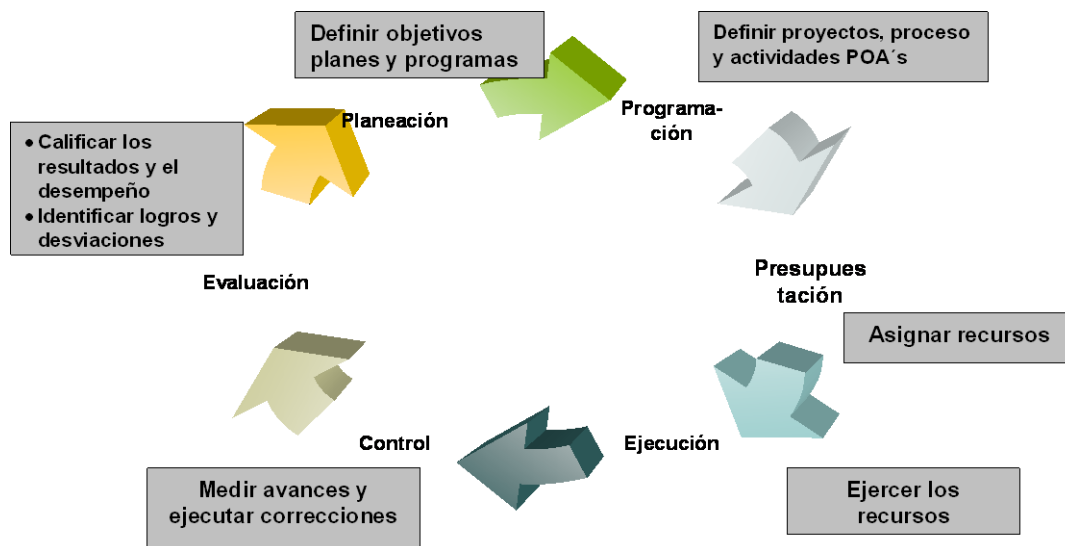 Definir objetivos
planes y programas
Definir proyectos, proceso
y actividades POA´s
Planeación
Programa-
ción
• Calificar los
resultados y el
desempeño
• Identificar logros y
desviaciones
Evaluación
Presupues
tación
Asignar recursos
Control
Ejecución
Medir avances y
ejecutar correcciones
Ejercer los
recursos